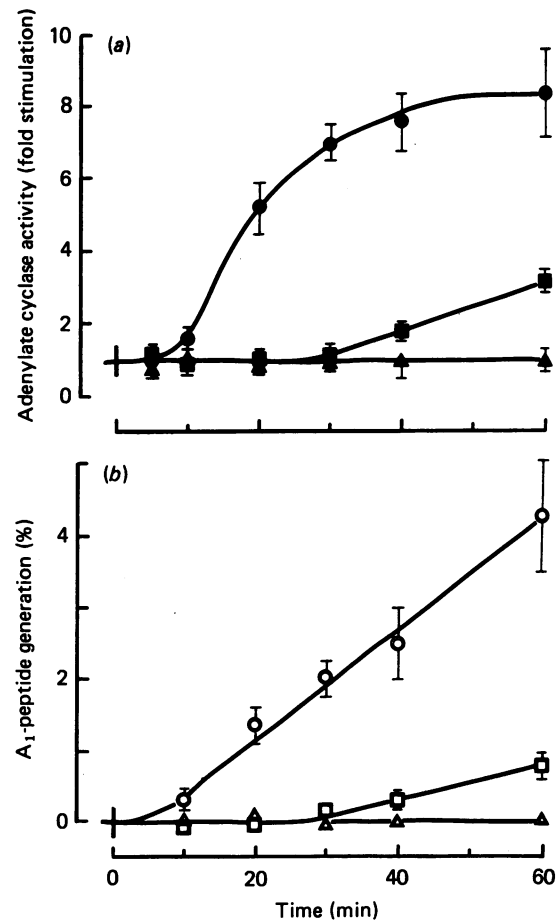 (a)
Adenylate cyclase activity (fold stimulation)
10
8
6
4
2
0
(b)
A₁-peptide generation (%)
4
2
0
0 20 40 60
Time (min)